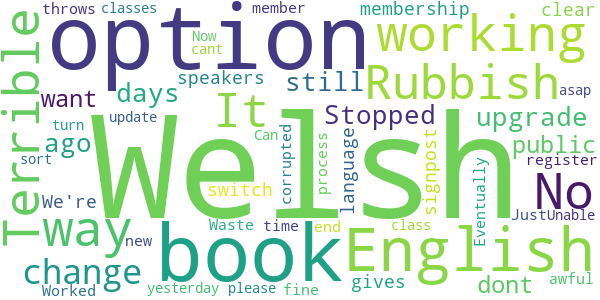 throws classes member membership clear
Now cant
option working
speakers still Rubbish asap
Terrible want days It Stopped upgrade
ago turn update Can public
Welsh
sort switch corrupted process language signpost register
We're No
way new Waste time end class Eventually JustUnable
book English
change gives dont awful
Worked yesterday please fine